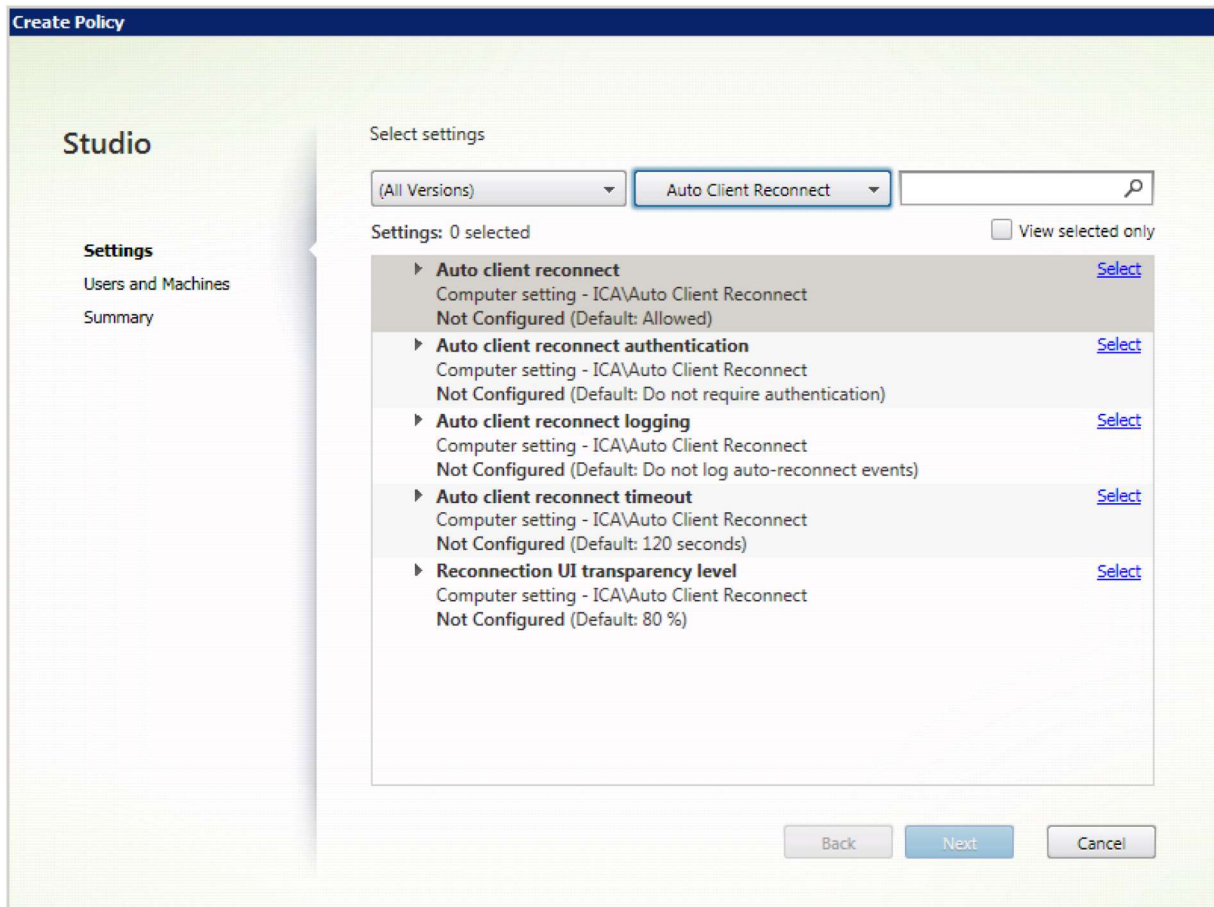 Create Policy
Studio
Settings
Users and Machines
Summary
Select settings
(All Versions)
Auto Client Reconnect
Settings: 0 selected
View selected only
Auto client reconnect
Select
Computer setting - ICA\Auto Client Reconnect
Not Configured (Default: Allowed)
Auto client reconnect authentication
Select
Computer setting - ICA\Auto Client Reconnect
Not Configured (Default: Do not require authentication)
Auto client reconnect logging
Select
Computer setting - ICA\Auto Client Reconnect
Not Configured (Default: Do not log auto-reconnect events)
Auto client reconnect timeout
Select
Computer setting - ICA\Auto Client Reconnect
Not Configured (Default: 120 seconds)
Reconnection UI transparency level
Select
Computer setting - ICA\Auto Client Reconnect
Not Configured (Default: 80 %)
Back
Next
Cancel